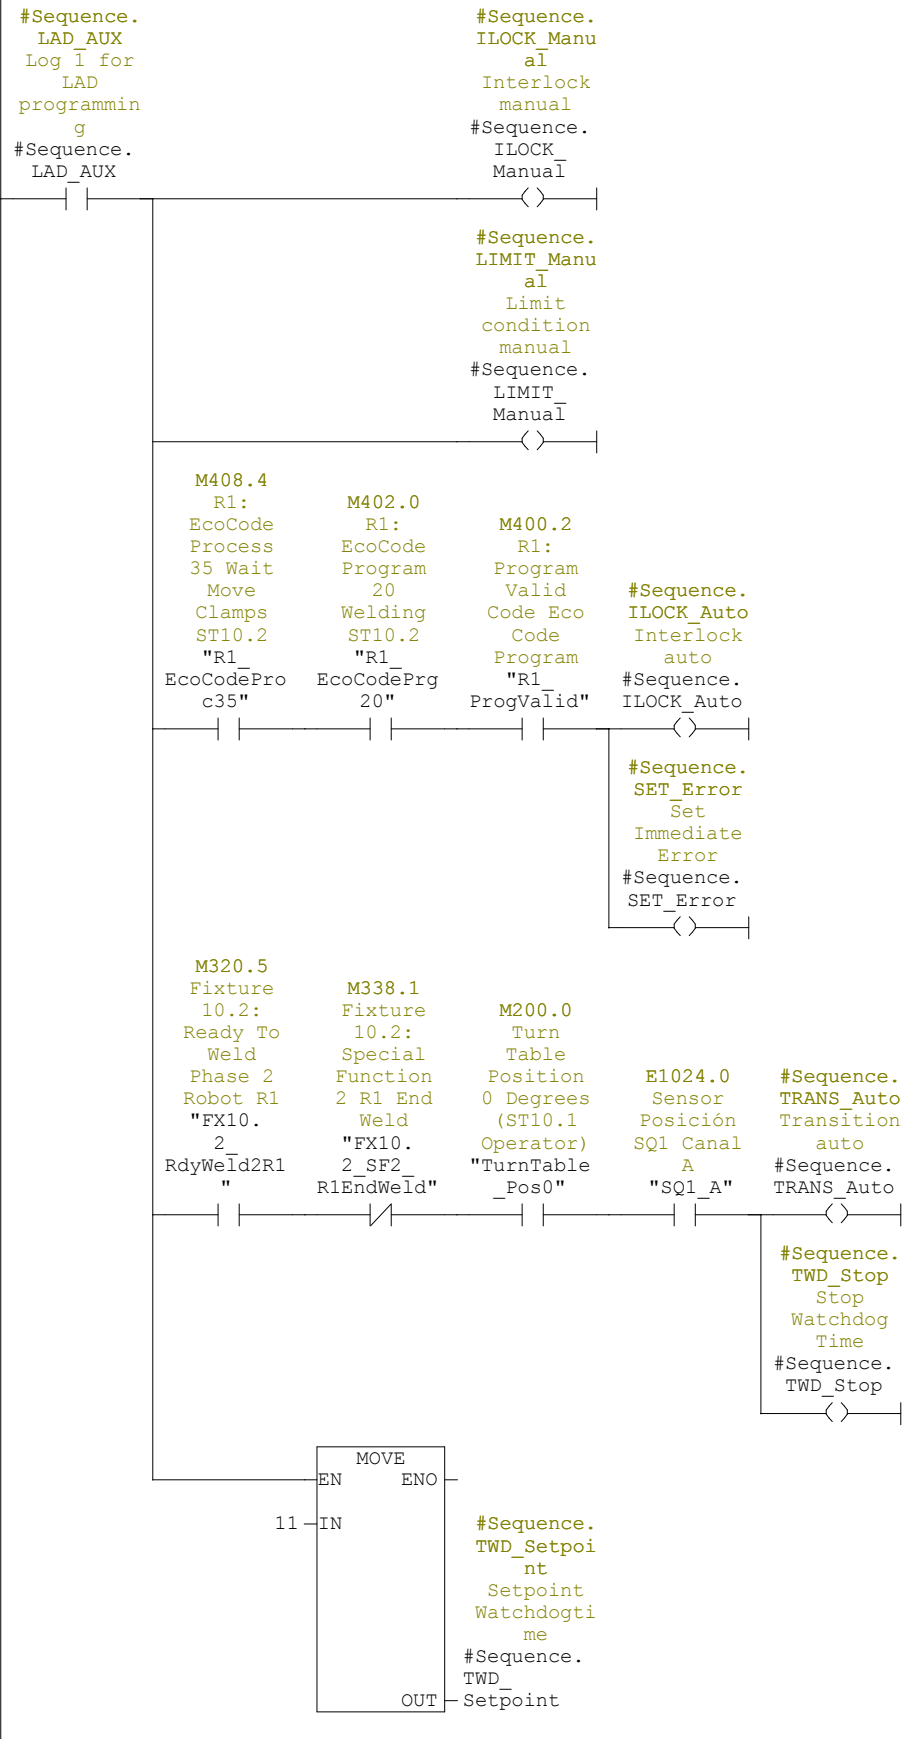 #Sequence.
LAD_AUX
Log 1 for
LAD
programmin
g
#Sequence.
LAD_AUX
#Sequence.
ILOCK_Manu
al
Interlock
manual
#Sequence.
ILOCK_
Manual
#Sequence.
LIMIT_Manu
al
Limit
condition
manual
#Sequence.
LIMIT_
Manual
M408.4
R1:
EcoCode
Process
35 Wait
Move
Clamps
ST10.2
"R1_
EcoCodePro
c35"
M402.0
R1:
EcoCode
Program
20
Welding
ST10.2
"R1_
EcoCodePrg
20"
M400.2
R1:
Program
Valid
Code Eco
Code
Program
"R1_
ProgValid"
#Sequence.
ILOCK_Auto
Interlock
auto
#Sequence.
ILOCK_Auto
#Sequence.
SET_Error
Set
Immediate
Error
#Sequence.
SET_Error
M320.5
Fixture
10.2:
Ready To
Weld
Phase 2
Robot R1
"FX10.
2_
RdyWeld2R1
"
M338.1
Fixture
10.2:
Special
Function
2 R1 End
Weld
"FX10.
2_SF2_
R1EndWeld"
M200.0
Turn
Table
Position
0 Degrees
(ST10.1
Operator)
"TurnTable
_Pos0"
E1024.0
Sensor
Posición
SQ1 Canal
A
"SQ1_A"
#Sequence.
TRANS_Auto
Transition
auto
#Sequence.
TRANS_Auto
#Sequence.
TWD_Stop
Stop
Watchdog
Time
#Sequence.
TWD_Stop
MOVE
EN ENO
11 IN
#Sequence.
TWD_Setpoi
nt
Setpoint
Watchdogti
me
#Sequence.
TWD_
OUT Setpoint